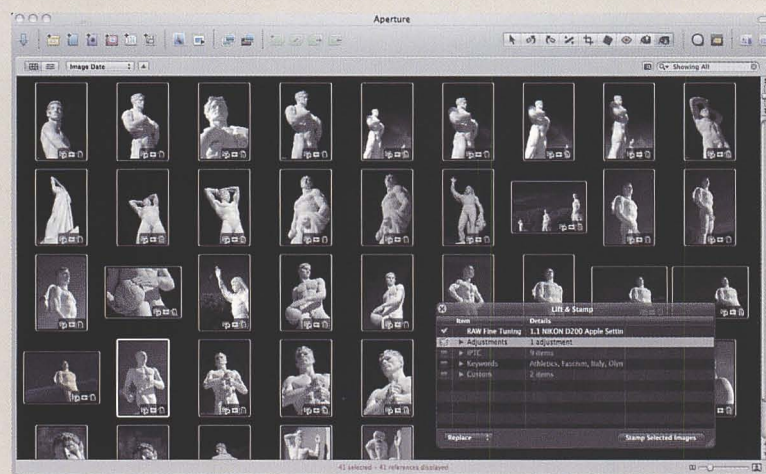 Aperture
Image Date
Showing All
Lift & Stamp
Item Details
RAW Fine Tuning 1.1 NIKON D200 Apple Settin
Adjustments 1 adjustment
IPTC 9 items
Keywords Athletics, Fascism, Italy, Olym
Custom 2 items
Replace Stamp Selected Images
41 selected - 41 references displayed